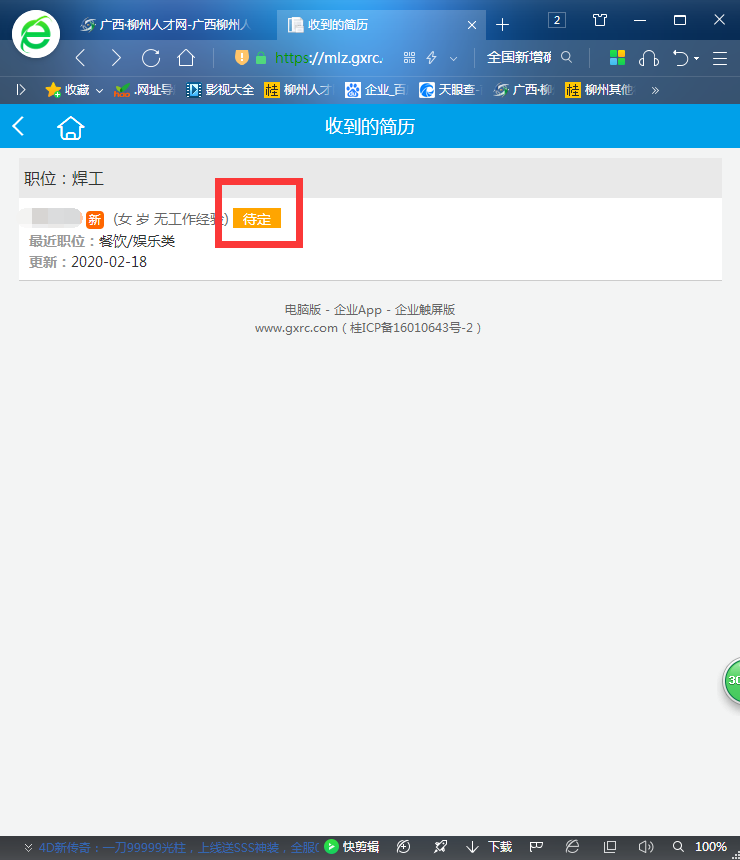 广西·柳州人才网-广西柳州人
收到的简历
2
https://mlz.gxrc.
全国新增确
收藏
.网址导
影视大全
桂 柳州人才
企业_百
天眼查-
广西·柳
桂 柳州其他
收到的简历
职位：焊工
新 (女 岁 无工作经验) 待定
最近职位：餐饮/娱乐类
更新：2020-02-18
电脑版 - 企业App - 企业触屏版
www.gxrc.com ( 桂ICP备16010643号-2 )
30
4D新传奇：一刀99999光柱，上线送SSS神装，全服
快剪辑
下载
100%